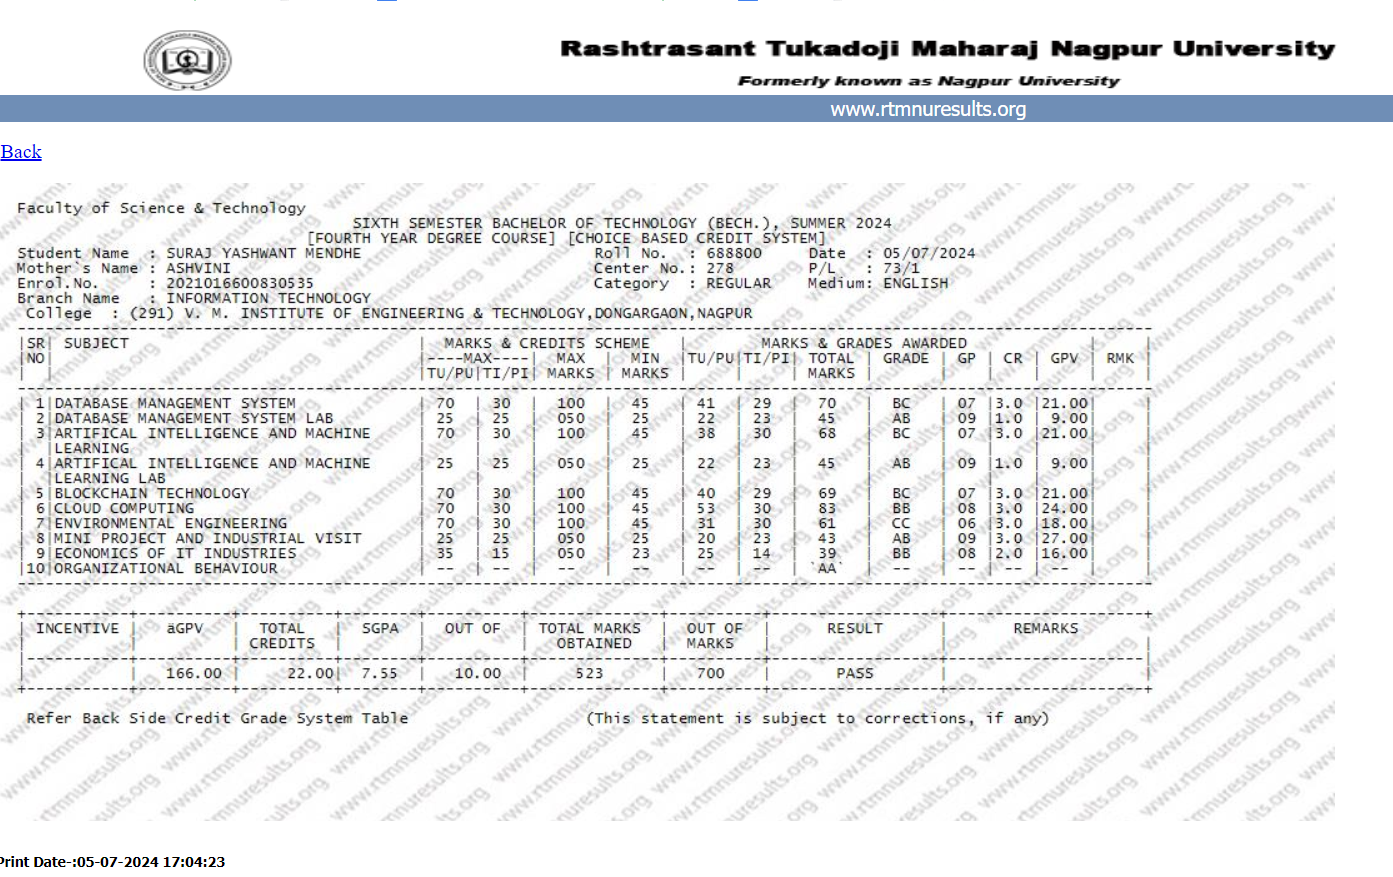 Rashtrasant Tukadoji Maharaj Nagpur University
Formerly known as Nagpur University
www.rtmnuresults.org
Back
Faculty of Science & Technology
SIXTH SEMESTER BACHELOR OF TECHNOLOGY (BECH.), SUMMER 2024
[FOURTH YEAR DEGREE COURSE] [CHOICE BASED CREDIT SYSTEM]
Student Name : SURAJ YASHWANT MENDHE Roll No. : 688800 Date : 05/07/2024
Mother`s Name : ASHVINI Center No.: 278 P/L : 73/1
Enrol.No. : 2021016600830535 Category : REGULAR Medium: ENGLISH
Branch Name : INFORMATION TECHNOLOGY
College : (291) V. M. INSTITUTE OF ENGINEERING & TECHNOLOGY,DONGARGAON,NAGPUR
|SR| SUBJECT | MARKS & CREDITS SCHEME | MARKS & GRADES AWARDED |
|NO| |----MAX----| MAX | MIN |TU/PU|TI/PI| TOTAL | GRADE | GP | CR | GPV | RMK |
| | |TU/PU|TI/PI| MARKS | MARKS | | | MARKS | | | | | |
| 1|DATABASE MANAGEMENT SYSTEM | 70 | 30 | 100 | 45 | 41 | 29 | 70 | BC | 07 |3.0 |21.00| |
| 2|DATABASE MANAGEMENT SYSTEM LAB | 25 | 25 | 050 | 25 | 22 | 23 | 45 | AB | 09 |1.0 | 9.00| |
| 3|ARTIFICAL INTELLIGENCE AND MACHINE | 70 | 30 | 100 | 45 | 38 | 30 | 68 | BC | 07 |3.0 |21.00| |
LEARNING
| 4|ARTIFICAL INTELLIGENCE AND MACHINE | 25 | 25 | 050 | 25 | 22 | 23 | 45 | AB | 09 |1.0 | 9.00| |
LEARNING LAB
| 5|BLOCKCHAIN TECHNOLOGY | 70 | 30 | 100 | 45 | 40 | 29 | 69 | BC | 07 |3.0 |21.00| |
| 6|CLOUD COMPUTING | 70 | 30 | 100 | 45 | 53 | 30 | 83 | BB | 08 |3.0 |24.00| |
| 7|ENVIRONMENTAL ENGINEERING | 70 | 30 | 100 | 45 | 31 | 30 | 61 | CC | 06 |3.0 |18.00| |
| 8|MINI PROJECT AND INDUSTRIAL VISIT | 25 | 25 | 050 | 25 | 20 | 23 | 43 | AB | 09 |3.0 |27.00| |
| 9|ECONOMICS OF IT INDUSTRIES | 35 | 15 | 050 | 23 | 25 | 14 | 39 | BB | 08 |2.0 |16.00| |
|10|ORGANIZATIONAL BEHAVIOUR | -- | -- | -- | -- | -- | -- | `AA` | -- | -- | -- | -- | |
| INCENTIVE | äGPV | TOTAL | SGPA | OUT OF | TOTAL MARKS | OUT OF | RESULT | REMARKS
| | | CREDITS | | | OBTAINED | MARKS | | |
| | 166.00 | 22.00| 7.55 | 10.00 | 523 | 700 | PASS | |
Refer Back Side Credit Grade System Table (This statement is subject to corrections, if any)
Print Date-:05-07-2024 17:04:23